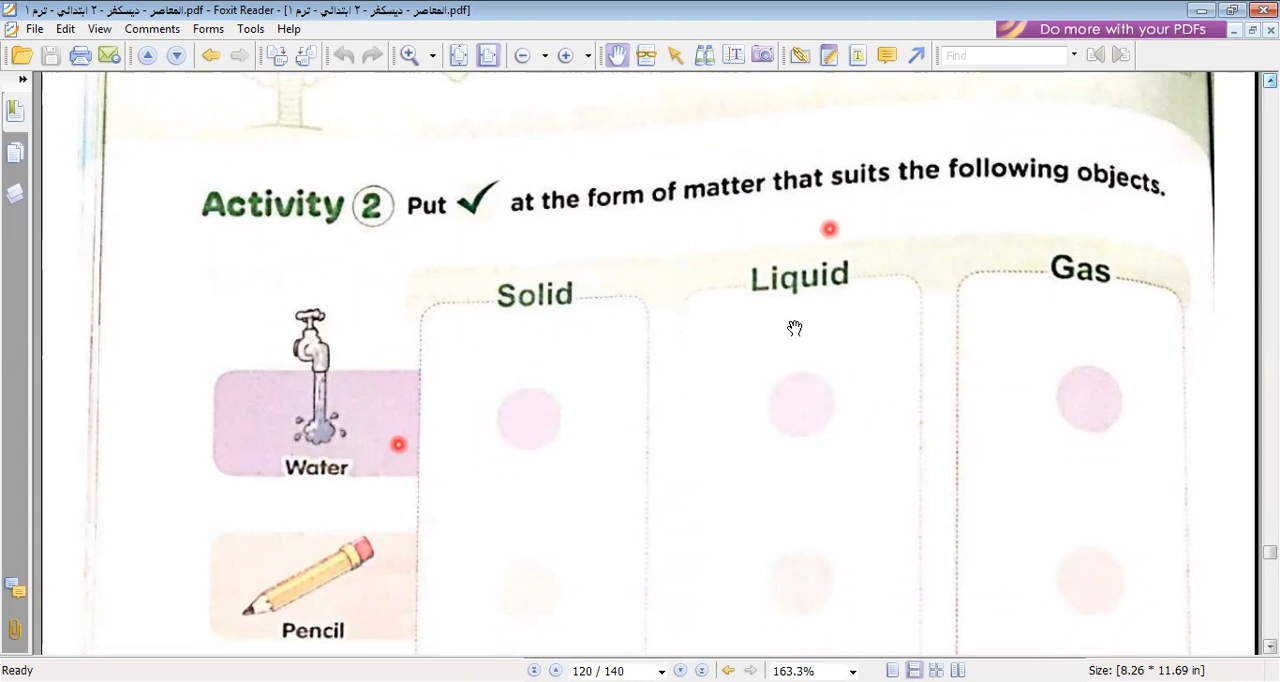 المعاصر - ديسكفر - ٢ ابتدائي - ترم ١.pdf - Foxit Reader - [المعاصر - ديسكفر - ٢ ابتدائي - ترم ١.pdf]
File Edit View Comments Forms Tools Help
Do more with your PDFs
Find
Activity 2 Put ✓ at the form of matter that suits the following objects.
Solid Liquid Gas
Water
Pencil
Ready 120 / 140 163.3% Size: [8.26 * 11.69 in]